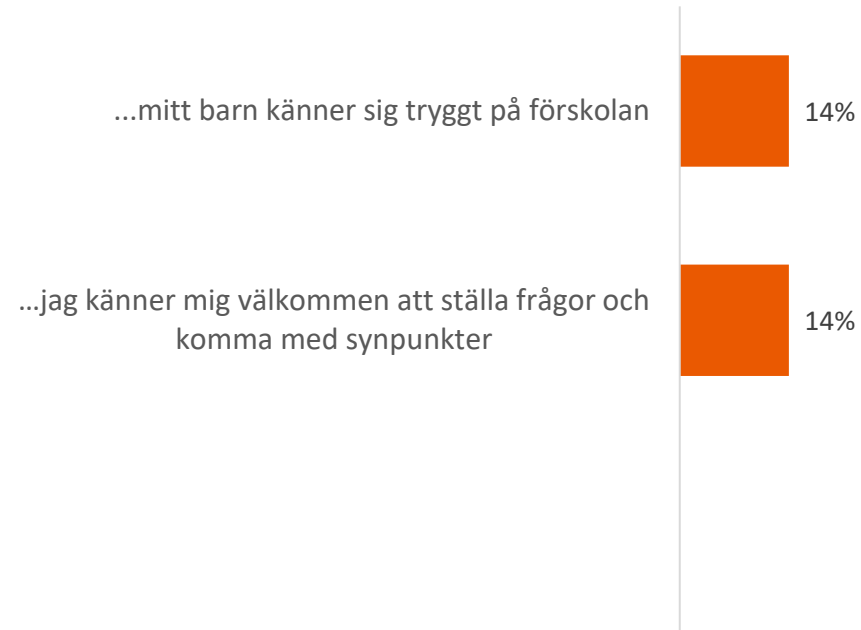 ...mitt barn känner sig tryggt på förskolan
14%
...jag känner mig välkommen att ställa frågor och
komma med synpunkter
14%